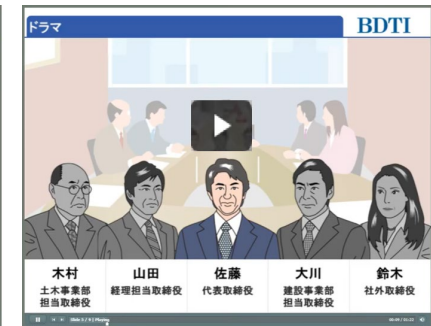 ドラマ
BDTI
木村
土木事業部
担当取締役
山田
経理担当取締役
佐藤
代表取締役
大川
建設事業部
担当取締役
鈴木
社外取締役